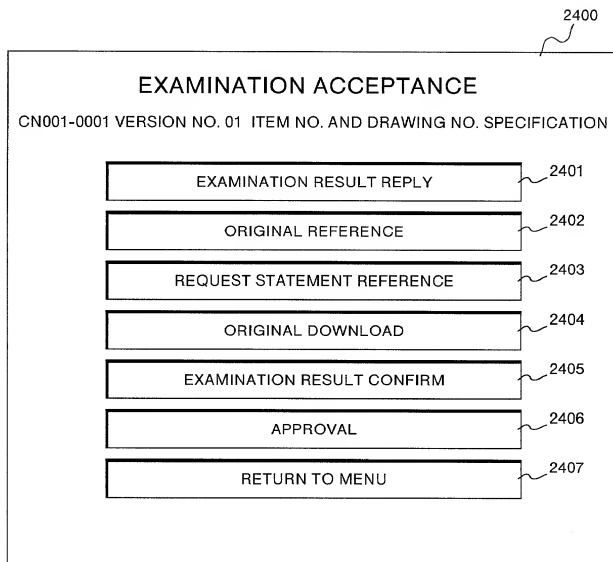 2400
EXAMINATION ACCEPTANCE
CN001-0001 VERSION NO. 01 ITEM NO. AND DRAWING NO. SPECIFICATION
EXAMINATION RESULT REPLY 2401
ORIGINAL REFERENCE 2402
REQUEST STATEMENT REFERENCE 2403
ORIGINAL DOWNLOAD 2404
EXAMINATION RESULT CONFIRM 2405
APPROVAL 2406
RETURN TO MENU 2407